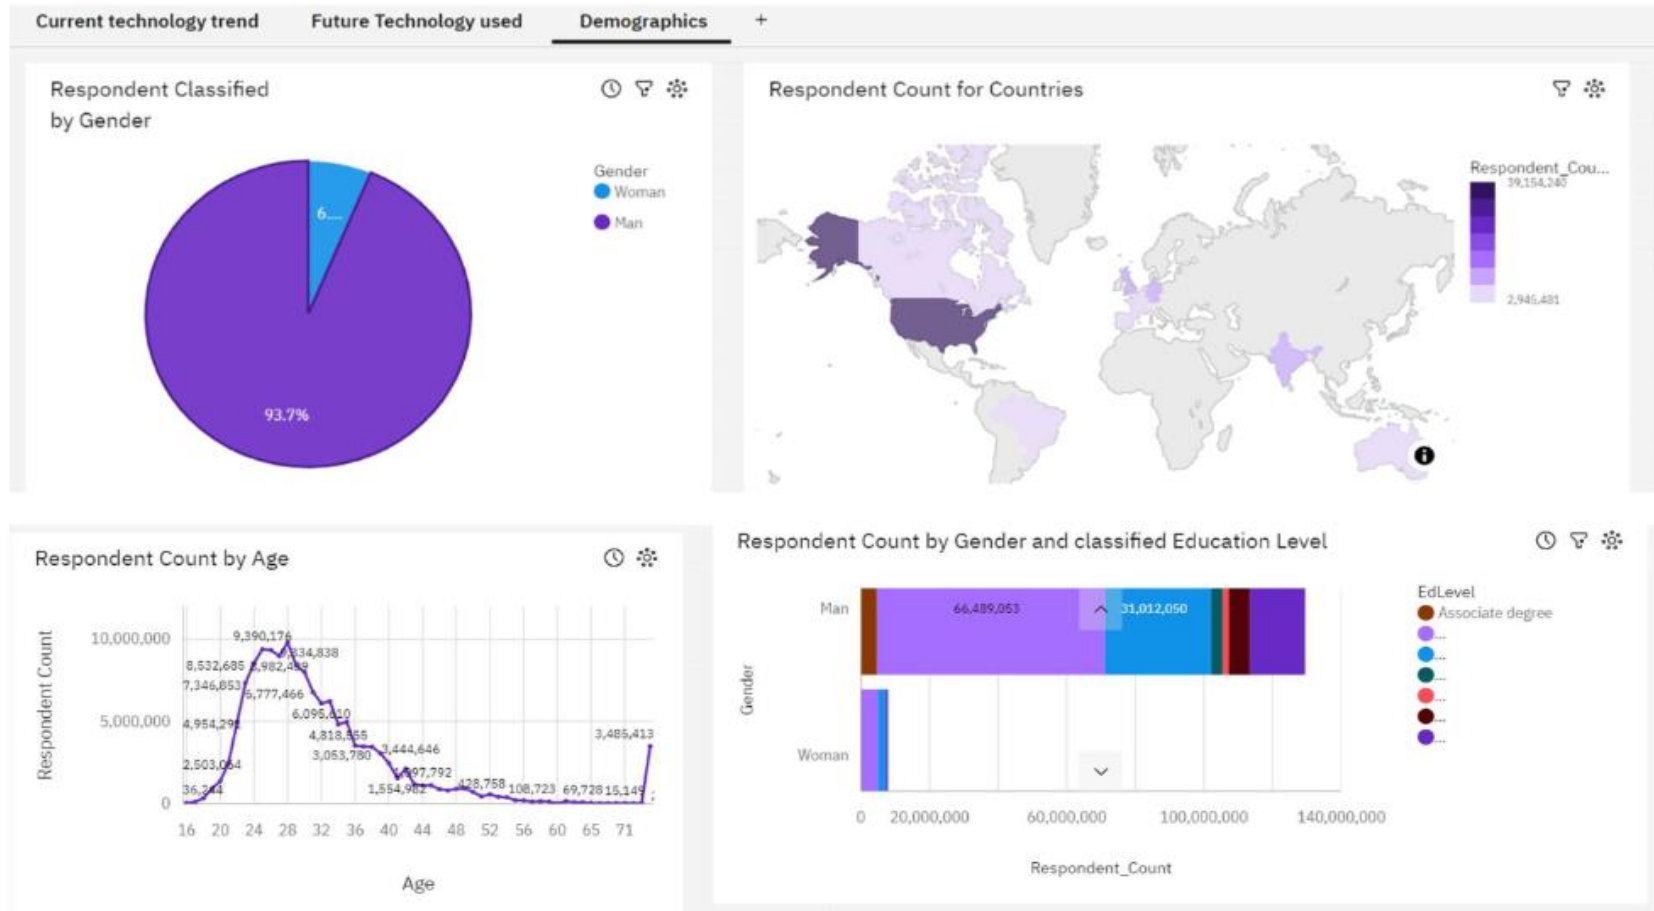 Current technology trend Future Technology used Demographics +
Respondent Classified
by Gender
Gender
Woman
Man
6....
93.7%
Respondent Count for Countries
Respondent_Cou...
39,154,240
2,945,481
Respondent Count by Age
Respondent Count
10,000,000
5,000,000
0
9,390,176
8,532,685
7,346,853
6,777,466
6,095,610
4,954,291
4,818,555
3,444,646
3,053,780
3,485,413
2,503,064
1,554,982
428,758
108,723
69,728
15,149
16 20 24 28 32 36 40 44 48 52 56 60 65 71
Age
Respondent Count by Gender and classified Education Level
EdLevel
Associate degree
...
...
...
...
...
...
Gender
Man
66,489,053
31,012,050
Woman
0 20,000,000 60,000,000 100,000,000 140,000,000
Respondent_Count